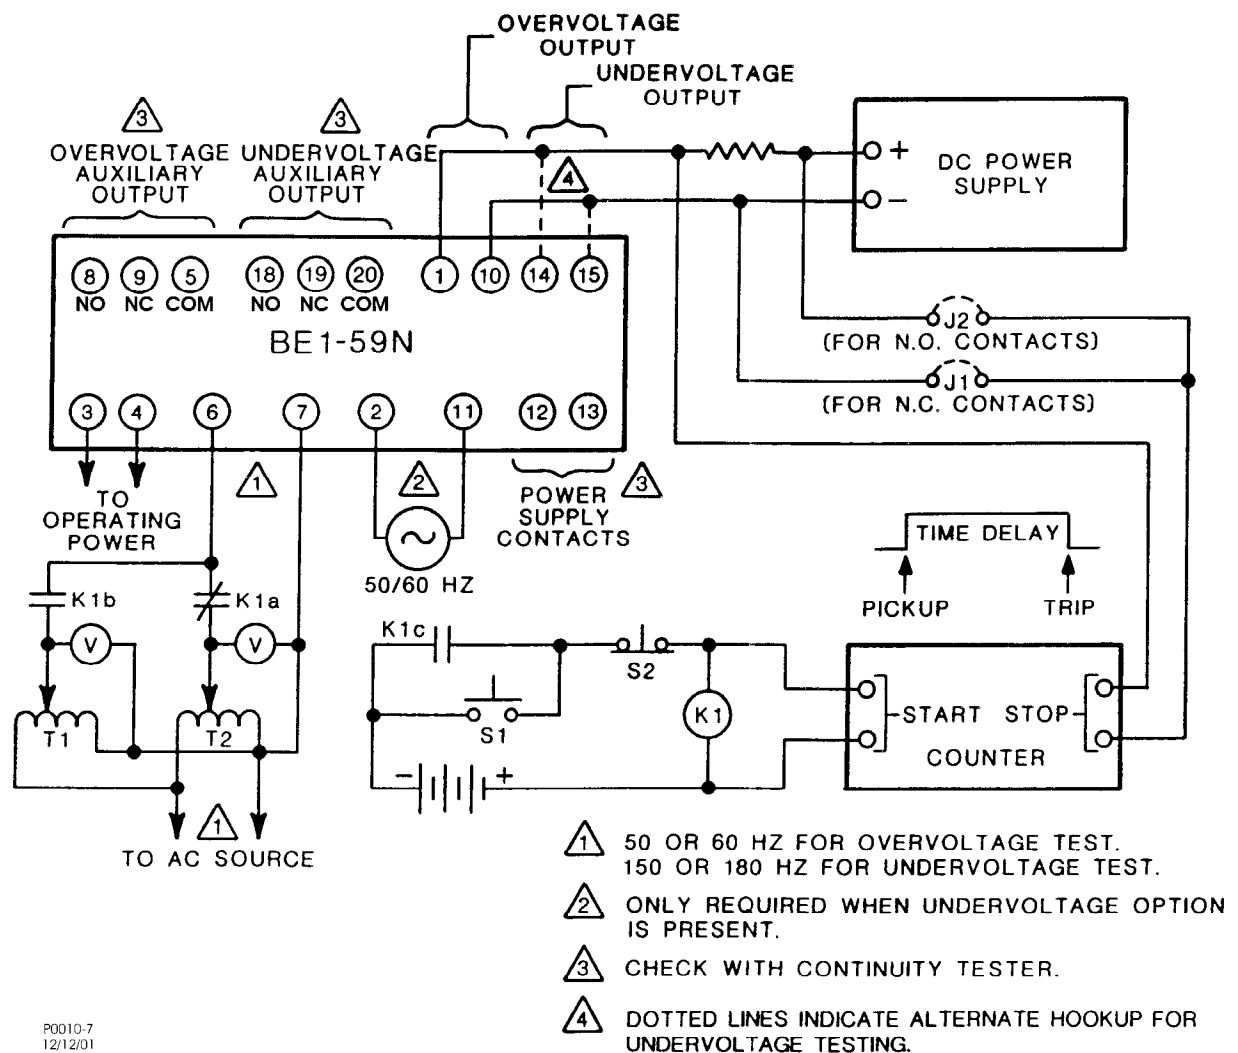 OVERVOLTAGE
OUTPUT
UNDERVOLTAGE
OUTPUT
3
3
OVERVOLTAGE
AUXILIARY
OUTPUT
UNDERVOLTAGE
AUXILIARY
OUTPUT
4
+
−
DC POWER
SUPPLY
8
9
5
18
19
20
1
10
14
15
NO
NC
COM
NO
NC
COM
BE1-59N
J2
(FOR N.O. CONTACTS)
J1
(FOR N.C. CONTACTS)
3
4
6
7
2
11
12
13
TO
OPERATING
POWER
1
2
3
POWER
SUPPLY
CONTACTS
50/60 HZ
TIME DELAY
PICKUP
TRIP
K1b
K1a
V
V
K1c
S2
S1
K1
T1
T2
START
STOP
COUNTER
-
+
1
TO AC SOURCE
1
50 OR 60 HZ FOR OVERVOLTAGE TEST.
150 OR 180 HZ FOR UNDERVOLTAGE TEST.
2
ONLY REQUIRED WHEN UNDERVOLTAGE OPTION
IS PRESENT.
3
CHECK WITH CONTINUITY TESTER.
4
DOTTED LINES INDICATE ALTERNATE HOOKUP FOR
UNDERVOLTAGE TESTING.
P0010-7
12/12/01